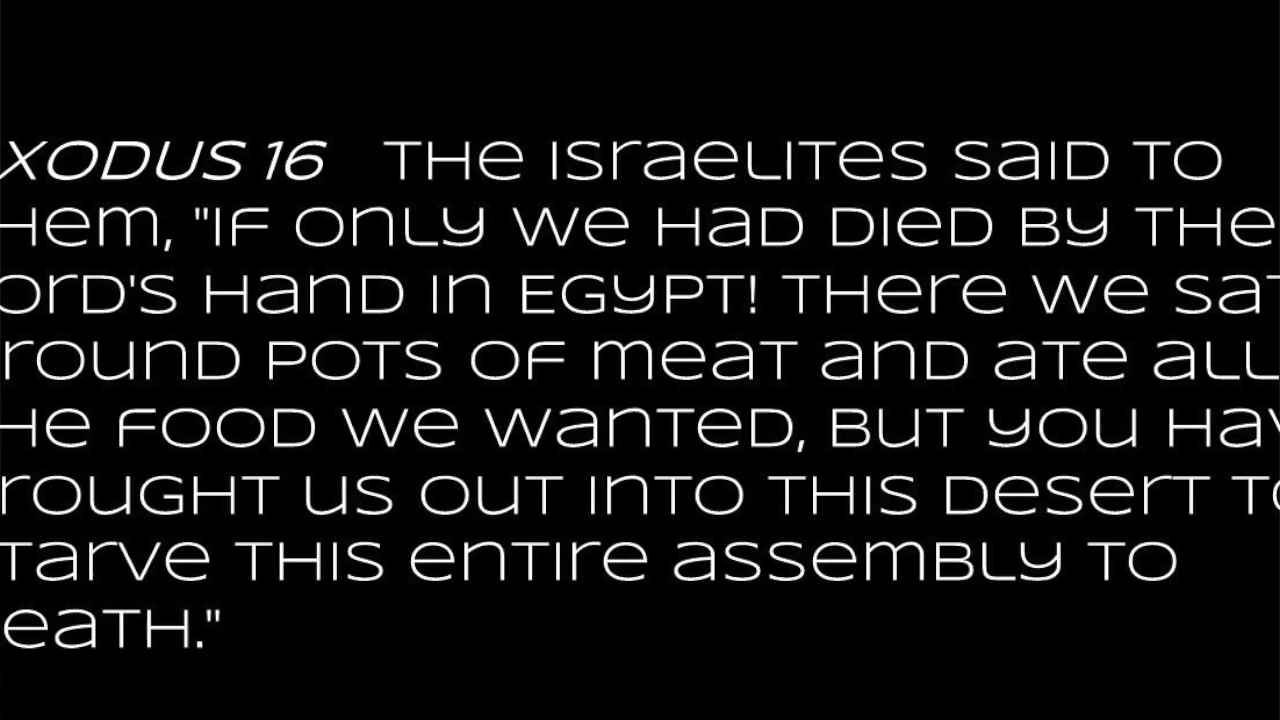 XODUS 16 THE ISRAELITES SAID TO
HEM, "IF ONLY WE HAD DIED BY THE
ORD'S HAND IN EGYPT! THERE WE SAT
ROUND POTS OF MEAT AND ATE ALL
HE FOOD WE WANTED, BUT YOU HAV
ROUGHT US OUT INTO THIS DESERT TO
TARVE THIS ENTIRE ASSEMBLY TO
EATH."